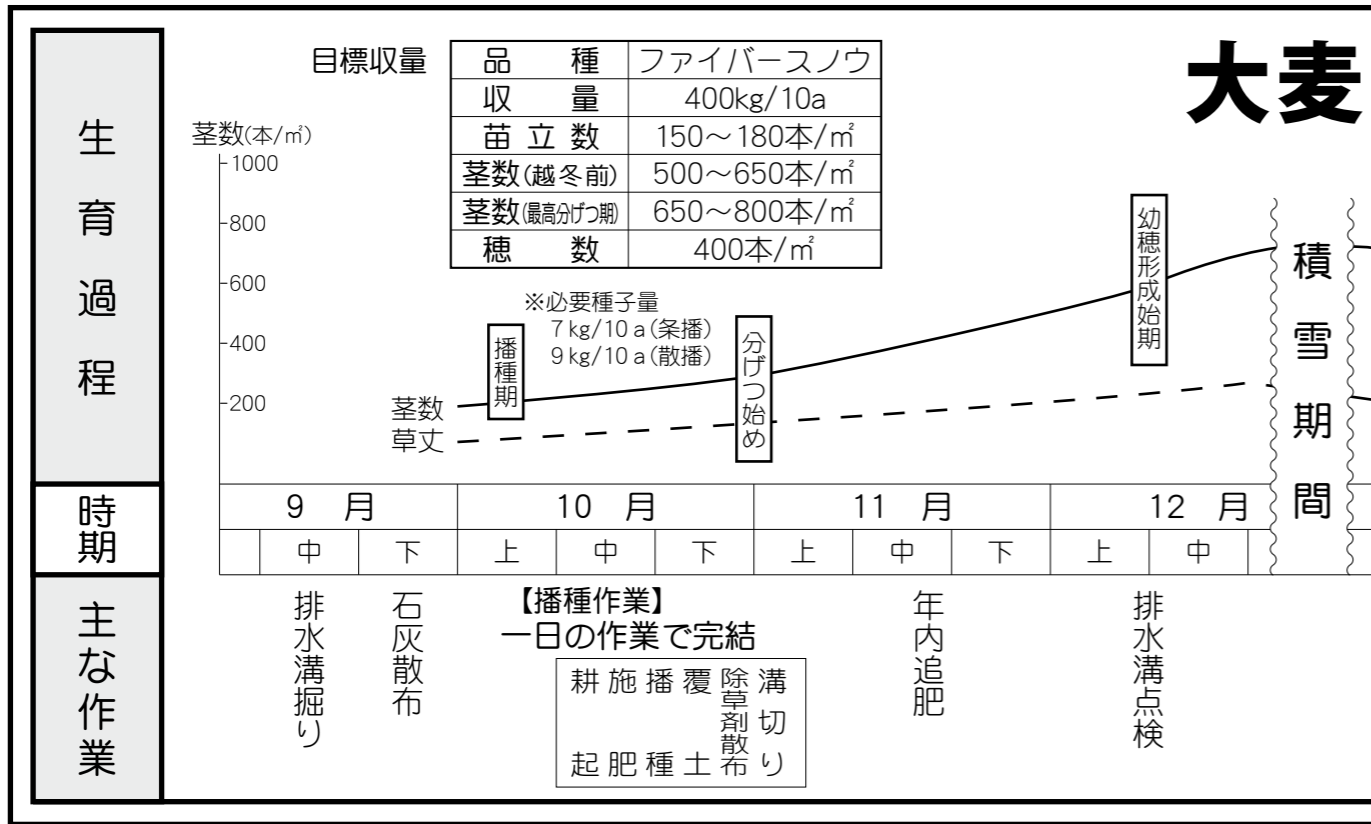 大麦
生育過程
目標収量
品種 ファイバースノウ
収量 400kg/10a
苗立数 150～180本/㎡
茎数(越冬前) 500～650本/㎡
茎数(最高分げつ期) 650～800本/㎡
穂数 400本/㎡
茎数(本/㎡)
1000
800
600
400
200
※必要種子量
7kg/10a(条播)
9kg/10a(散播)
播種期
分げつ始め
幼穂形成始期
積雪期間
茎数
草丈
時期
9月 10月 11月 12月
中 下 上 中 下 上 中 下 上 中
主な作業
排水溝掘り
石灰散布
【播種作業】
一日の作業で完結
耕起
施肥
播種
覆土
除草剤散布
溝切り
年内追肥
排水溝点検